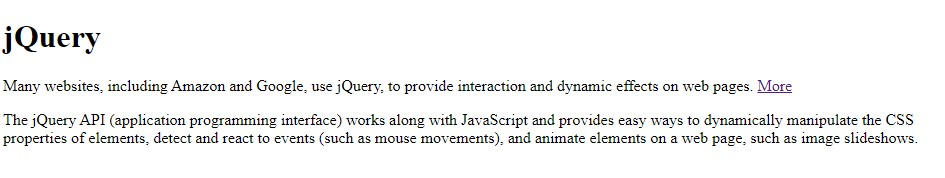 jQuery
Many websites, including Amazon and Google, use jQuery, to provide interaction and dynamic effects on web pages. More
The jQuery API (application programming interface) works along with JavaScript and provides easy ways to dynamically manipulate the CSS
properties of elements, detect and react to events (such as mouse movements), and animate elements on a web page, such as image slideshows.